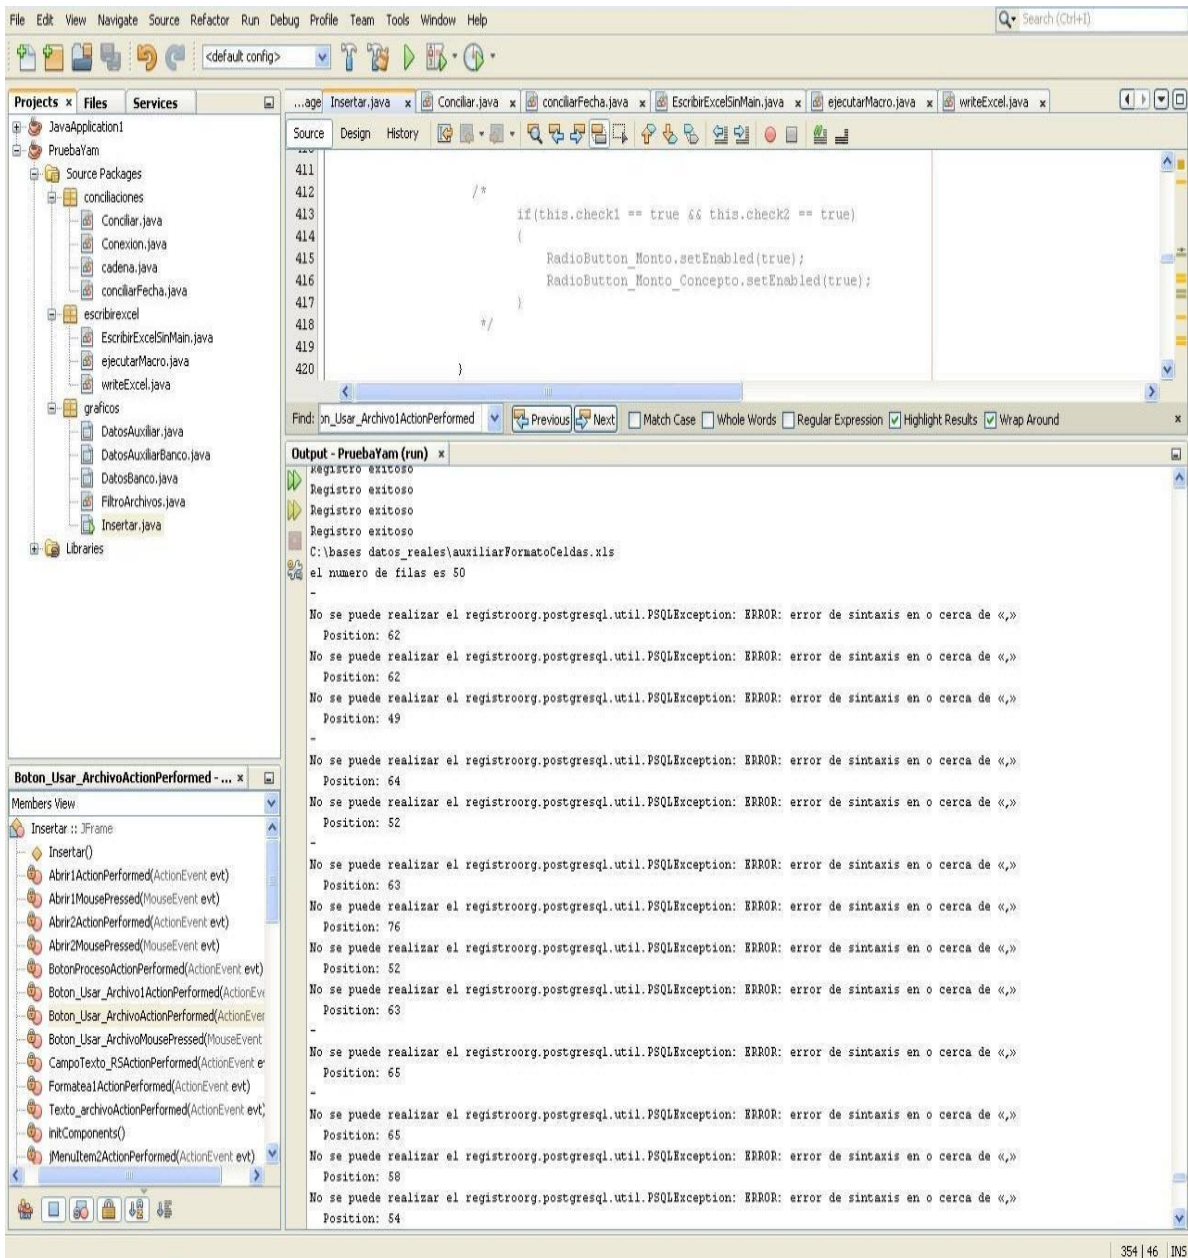 File Edit View Navigate Source Refactor Run Debug Profile Team Tools Window Help
Search (Ctrl+I)
<default config>
Projects x Files Services
JavaApplication1
PruebaYam
Source Packages
conciliaciones
Conciliar.java
Conexion.java
cadena.java
conciliarFecha.java
escribirexcel
EscribirExcelSinMain.java
ejecutarMacro.java
writeExcel.java
graficos
DatosAuxiliar.java
DatosAuxiliarBanco.java
DatosBanco.java
FiltroArchivos.java
Insertar.java
Libraries
...age Insertar.java x Conciliar.java x conciliarFecha.java x EscribirExcelSinMain.java x ejecutarMacro.java x writeExcel.java x
Source Design History
411
412 /*
413 if(this.check1 == true && this.check2 == true)
414 {
415 RadioButton_Monto.setEnabled(true);
416 RadioButton_Monto_Concepto.setEnabled(true);
417 }
418 */
419
420 }
Find: on_Usar_Archivo1ActionPerformed Previous Next Match Case Whole Words Regular Expression Highlight Results Wrap Around x
Output - PruebaYam (run) x
Registro exitoso
Registro exitoso
Registro exitoso
Registro exitoso
C:\bases datos_reales\auxiliarFormatoCeldas.xls
el numero de filas es 50
-
No se puede realizar el registroorg.postgresql.util.PSQLException: ERROR: error de sintaxis en o cerca de «,»
Position: 62
No se puede realizar el registroorg.postgresql.util.PSQLException: ERROR: error de sintaxis en o cerca de «,»
Position: 62
No se puede realizar el registroorg.postgresql.util.PSQLException: ERROR: error de sintaxis en o cerca de «,»
Position: 49
-
No se puede realizar el registroorg.postgresql.util.PSQLException: ERROR: error de sintaxis en o cerca de «,»
Position: 64
No se puede realizar el registroorg.postgresql.util.PSQLException: ERROR: error de sintaxis en o cerca de «,»
Position: 52
-
No se puede realizar el registroorg.postgresql.util.PSQLException: ERROR: error de sintaxis en o cerca de «,»
Position: 63
No se puede realizar el registroorg.postgresql.util.PSQLException: ERROR: error de sintaxis en o cerca de «,»
Position: 76
No se puede realizar el registroorg.postgresql.util.PSQLException: ERROR: error de sintaxis en o cerca de «,»
Position: 52
No se puede realizar el registroorg.postgresql.util.PSQLException: ERROR: error de sintaxis en o cerca de «,»
Position: 63
-
No se puede realizar el registroorg.postgresql.util.PSQLException: ERROR: error de sintaxis en o cerca de «,»
Position: 65
-
No se puede realizar el registroorg.postgresql.util.PSQLException: ERROR: error de sintaxis en o cerca de «,»
Position: 65
No se puede realizar el registroorg.postgresql.util.PSQLException: ERROR: error de sintaxis en o cerca de «,»
Position: 58
No se puede realizar el registroorg.postgresql.util.PSQLException: ERROR: error de sintaxis en o cerca de «,»
Position: 54
Boton_Usar_ArchivoActionPerformed - ... x
Members View
Insertar :: JFrame
Insertar()
Abrir1ActionPerformed(ActionEvent evt)
Abrir1MousePressed(MouseEvent evt)
Abrir2ActionPerformed(ActionEvent evt)
Abrir2MousePressed(MouseEvent evt)
BotonProcesoActionPerformed(ActionEvent evt)
Boton_Usar_Archivo1ActionPerformed(ActionEve
Boton_Usar_ArchivoActionPerformed(ActionEver
Boton_Usar_ArchivoMousePressed(MouseEvent
CampoTexto_RSActionPerformed(ActionEvent e
Formatea1ActionPerformed(ActionEvent evt)
Texto_archivoActionPerformed(ActionEvent evt)
initComponents()
jMenuItem2ActionPerformed(ActionEvent evt)
354 | 46 INS